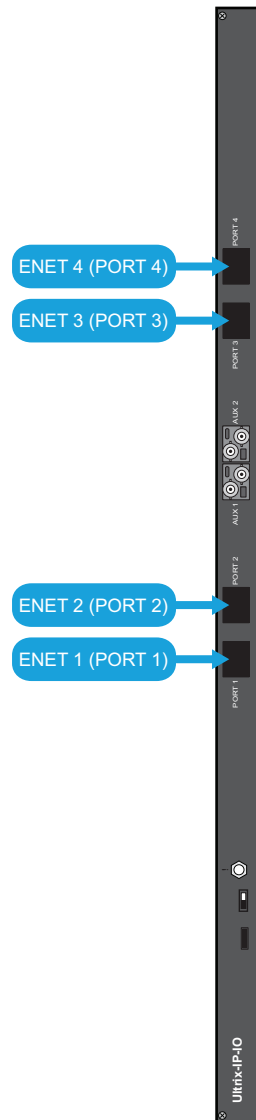 PORT 4
ENET 4 (PORT 4)
ENET 3 (PORT 3)
PORT 3
AUX 2
AUX 1
PORT 2
ENET 2 (PORT 2)
ENET 1 (PORT 1)
PORT 1
Ultrix-IP-IO